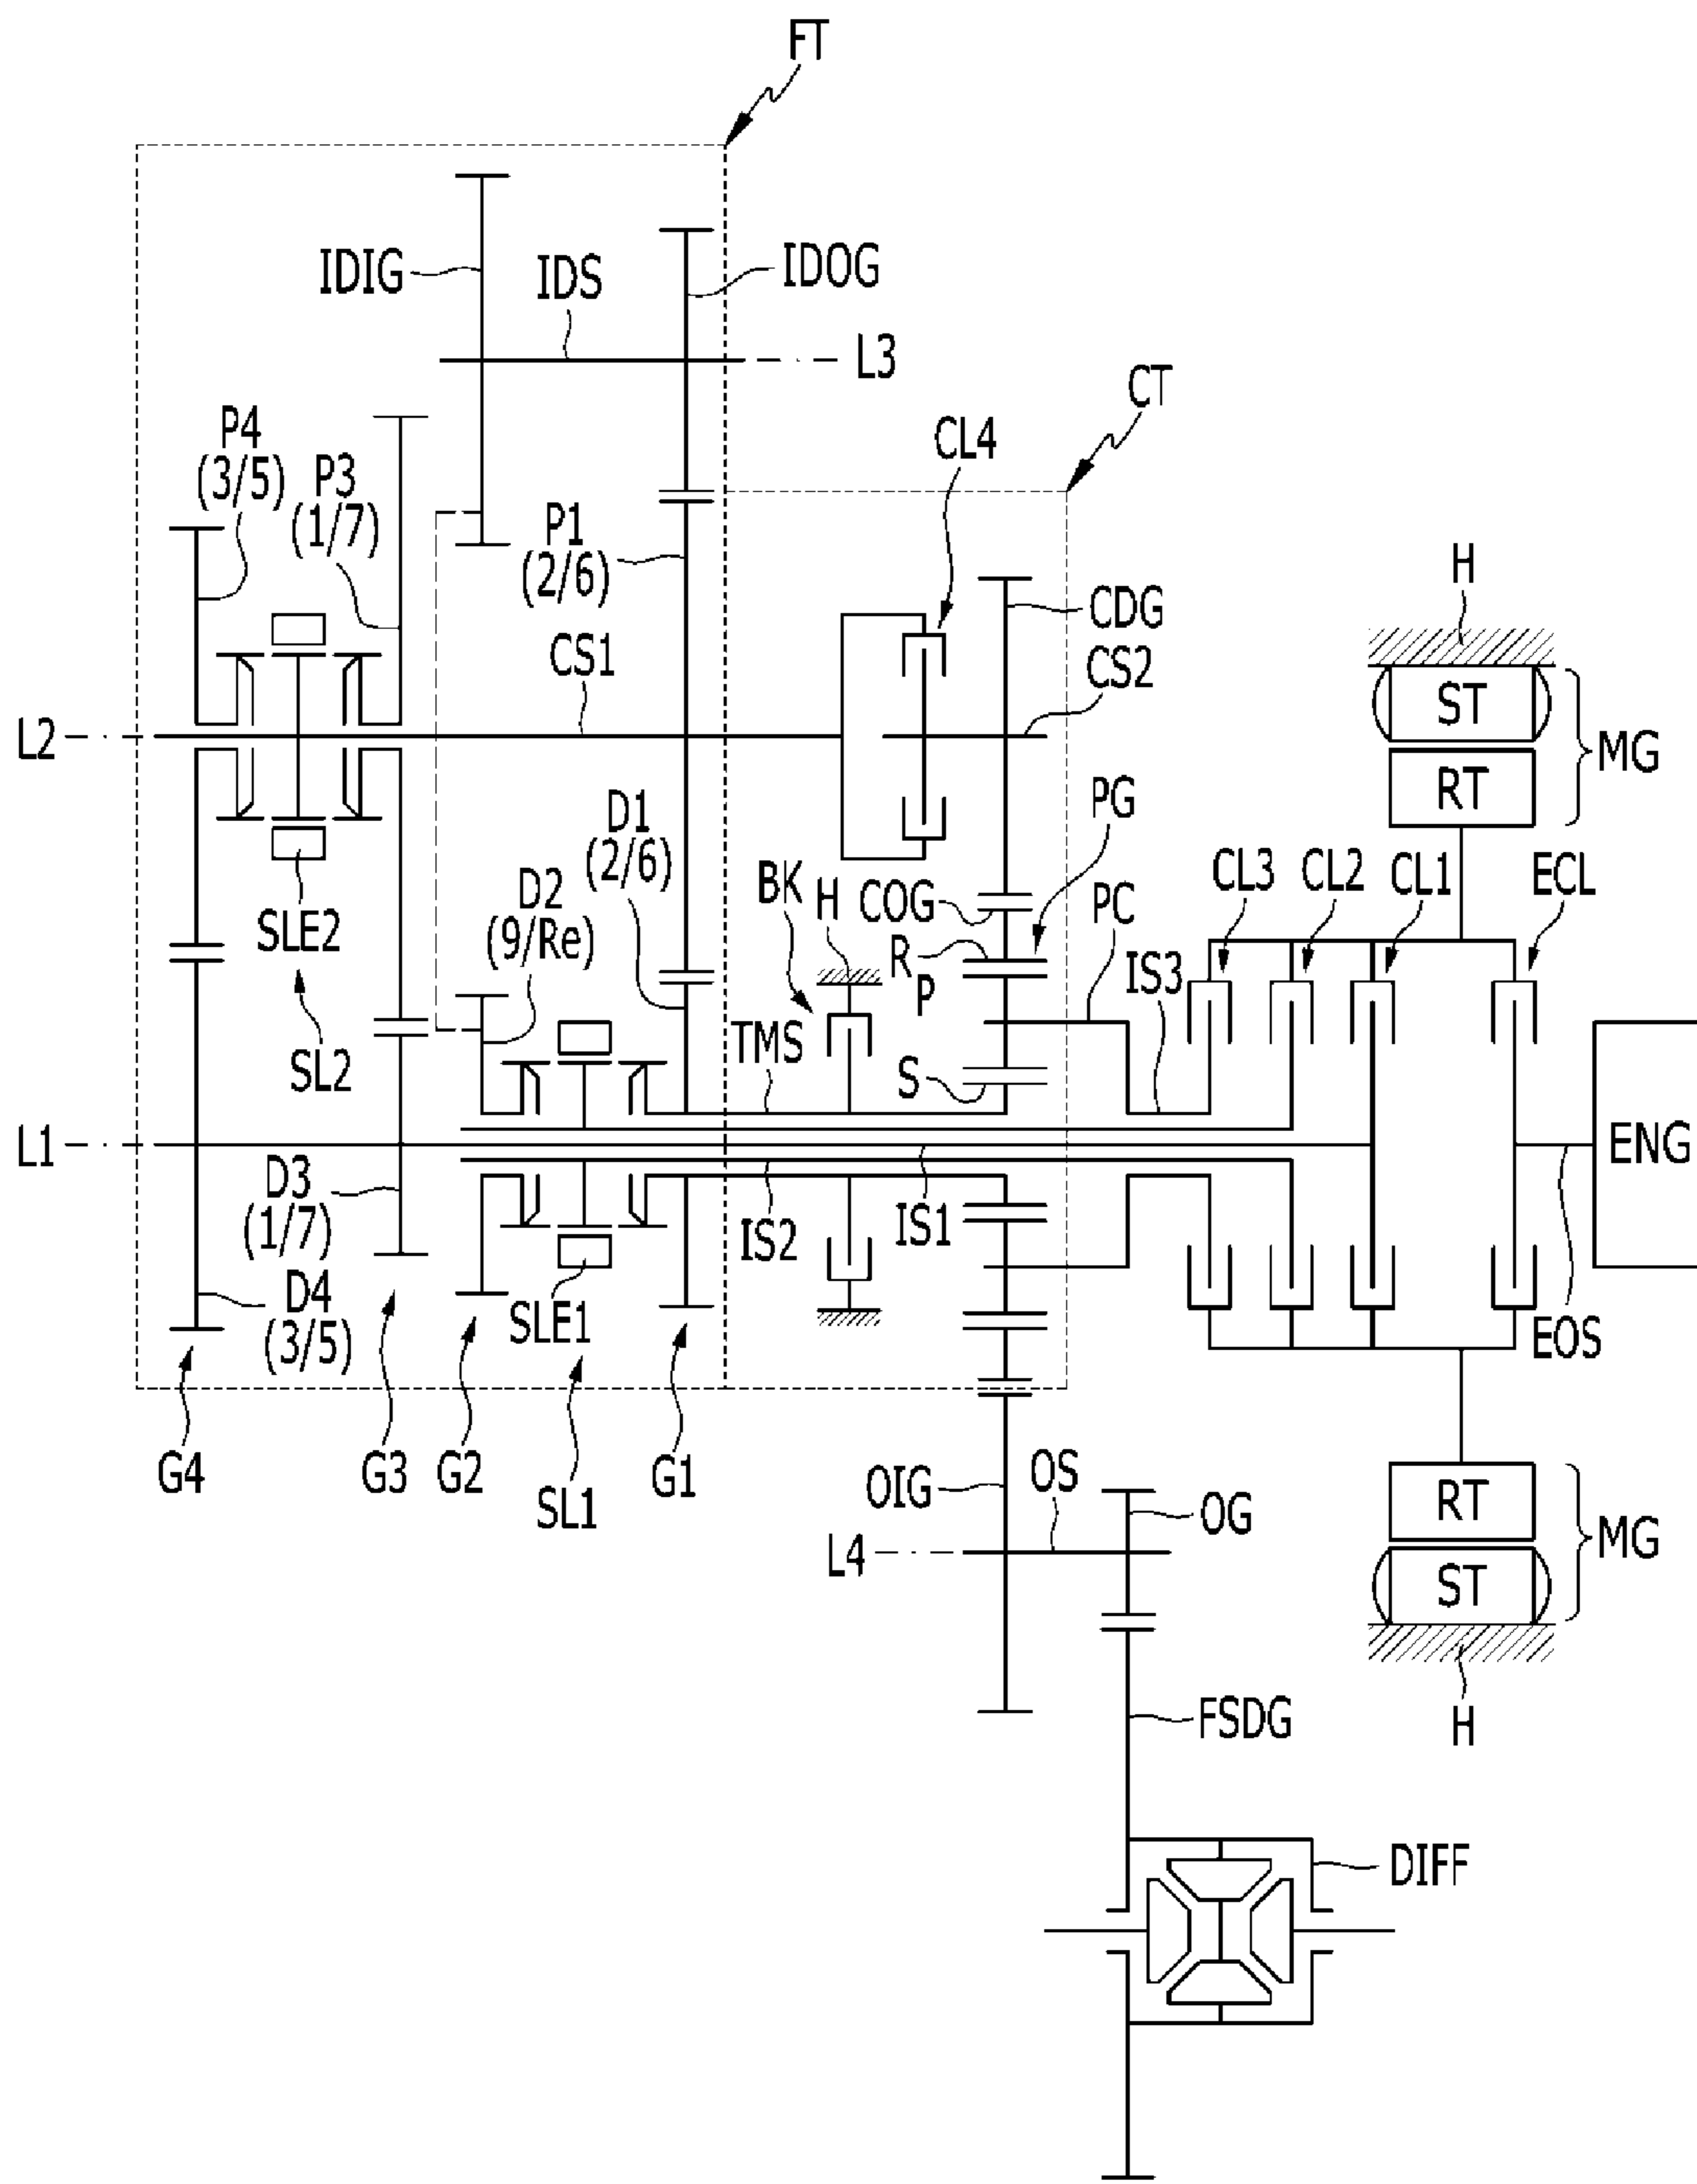 FT
IDIG
IDS
IDOG
L3
CT
P4
(3/5)
P3
(1/7)
CL4
P1
(2/6)
H
CDG
CS1
CS2
ST
MG
L2
RT
PG
D1
(2/6)
CL3
CL2
CL1
ECL
BK
H
COG
PC
D2
(9/Re)
SLE2
R
P
IS3
TMS
SL2
S
L1
ENG
D3
(1/7)
IS2
IS1
D4
(3/5)
SLE1
EOS
G4
G3
G2
SL1
G1
OIG
OS
OG
RT
MG
L4
ST
FSDG
H
DIFF